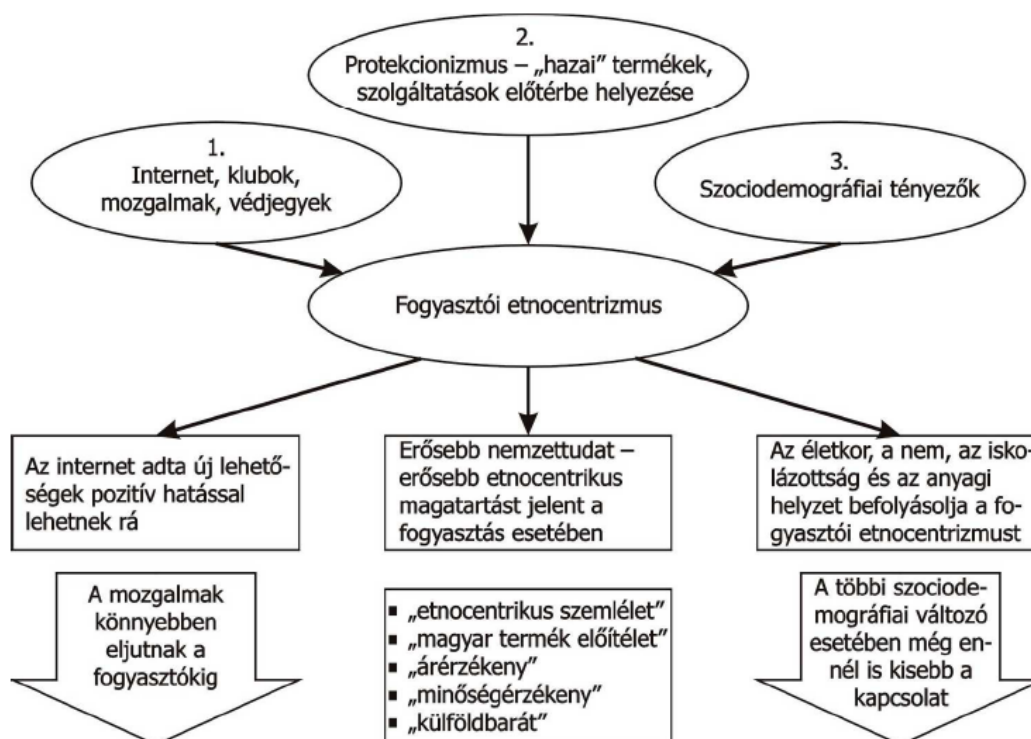 2.
Protekcionizmus – „hazai” termékek,
szolgáltatások előtérbe helyezése
1.
Internet, klubok,
mozgalmak, védjegyek
3.
Szociodemográfiai tényezők
Fogyasztói etnocentrizmus
Az internet adta új lehető-
ségek pozitív hatással
lehetnek rá
Erősebb nemzettudat –
erősebb etnocentrikus
magatartást jelent a
fogyasztás esetében
Az életkor, a nem, az isko-
lázottság és az anyagi
helyzet befolyásolja a fo-
gyasztói etnocentrizmust
A mozgalmak
könnyebben
eljutnak a
fogyasztókig
▪ „etnocentrikus szemlélet”
▪ „magyar termék előítélet”
▪ „árérzékeny”
▪ „minőségérzékeny”
▪ „külföldbarát”
A többi szociode-
mográfiai változó
esetében még en-
nél is kisebb a
kapcsolat